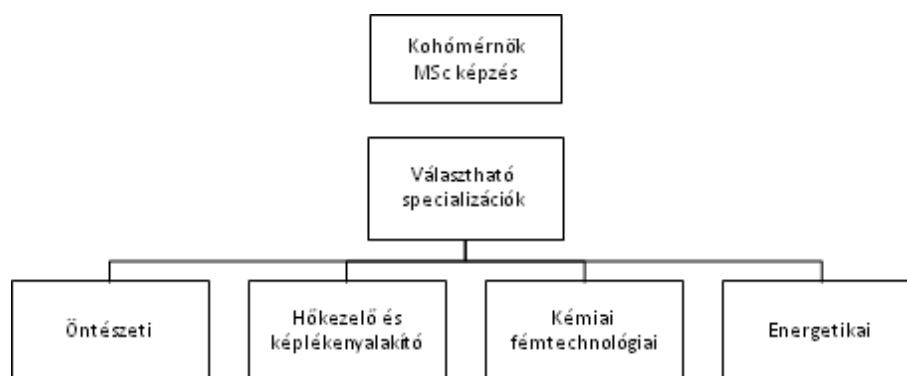 Kohómérnök
MSc képzés
Választható
specializációk
Öntészeti
Hőkezelő és
képlékenyalakító
Kémiai
fémtechnológiai
Energetikai